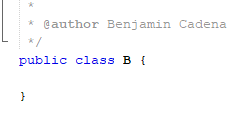 *
* @author Benjamin Cadena
*/
public class B {
}